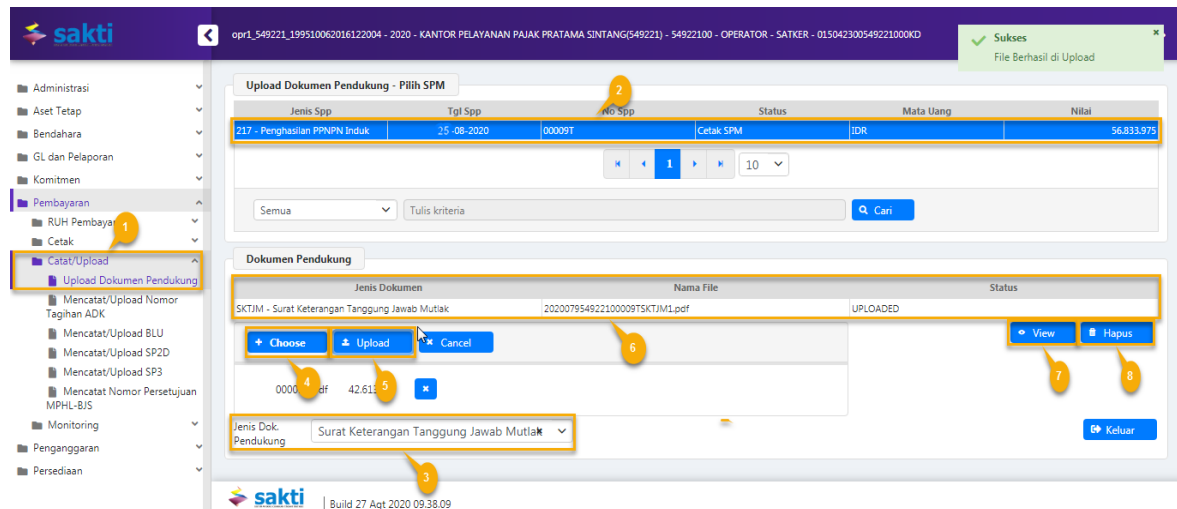 sakti
opr1_549221_199510062016122004 - 2020 - KANTOR PELAYANAN PAJAK PRATAMA SINTANG(549221) - 54922100 - OPERATOR - SATKER - 015042300549221000KD
Sukses
File Berhasil di Upload
Administrasi
Aset Tetap
Bendahara
GL dan Pelaporan
Komitmen
Pembayaran
RUH Pembayar
1
Cetak
Catat/Upload
Upload Dokumen Pendukung
Mencatat/Upload Nomor
Tagihan ADK
Mencatat/Upload BLU
Mencatat/Upload SP2D
Mencatat/Upload SP3
Mencatat Nomor Persetujuan
MPHL-BJS
Monitoring
Penganggaran
Persediaan
Upload Dokumen Pendukung - Pilih SPM
2
Jenis Spp Tgl Spp No Spp Status Mata Uang Nilai
217 - Penghasilan PPNPN Induk 25 -08-2020 00009T Cetak SPM IDR 56.833.975
1 10
Semua Tulis kriteria Cari
Dokumen Pendukung
Jenis Dokumen Nama File Status
SKTJM - Surat Keterangan Tanggung Jawab Mutlak 202007954922100009TSKTJM1.pdf UPLOADED
+ Choose Upload Cancel
6
View Hapus
4 5 7 8
0000 df 42.613
Jenis Dok.
Pendukung
Surat Keterangan Tanggung Jawab Mutlak
Keluar
3
sakti
Build 27 Agt 2020 09.38.09